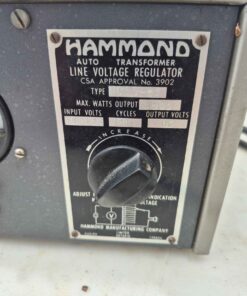 HAMMOND
AUTO TRANSFORMER
LINE VOLTAGE REGULATOR
CSA APPROVAL No. 3902
TYPE
MAX. WATTS OUTPUT
INPUT VOLTS CYCLES OUTPUT VOLTS
INCREASE
ADJUST INDICATION
VOLTAGE
V
HAMMOND MANUFACTURING COMPANY
LIMITED